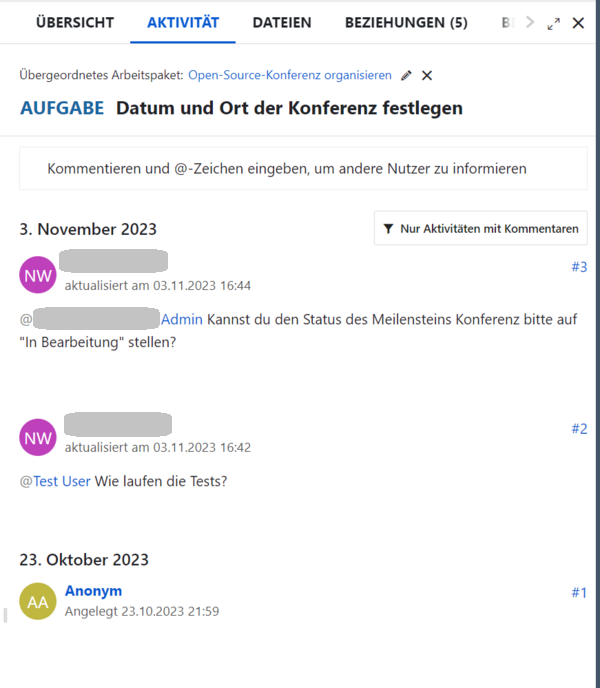 ÜBERSICHT AKTIVITÄT DATEIEN BEZIEHUNGEN (5)
Übergeordnetes Arbeitspaket: Open-Source-Konferenz organisieren
AUFGABE Datum und Ort der Konferenz festlegen
Kommentieren und @-Zeichen eingeben, um andere Nutzer zu informieren
3. November 2023 Nur Aktivitäten mit Kommentaren
NW #3
aktualisiert am 03.11.2023 16:44
@ Admin Kannst du den Status des Meilensteins Konferenz bitte auf
"In Bearbeitung" stellen?
NW #2
aktualisiert am 03.11.2023 16:42
@Test User Wie laufen die Tests?
23. Oktober 2023
AA Anonym #1
Angelegt 23.10.2023 21:59